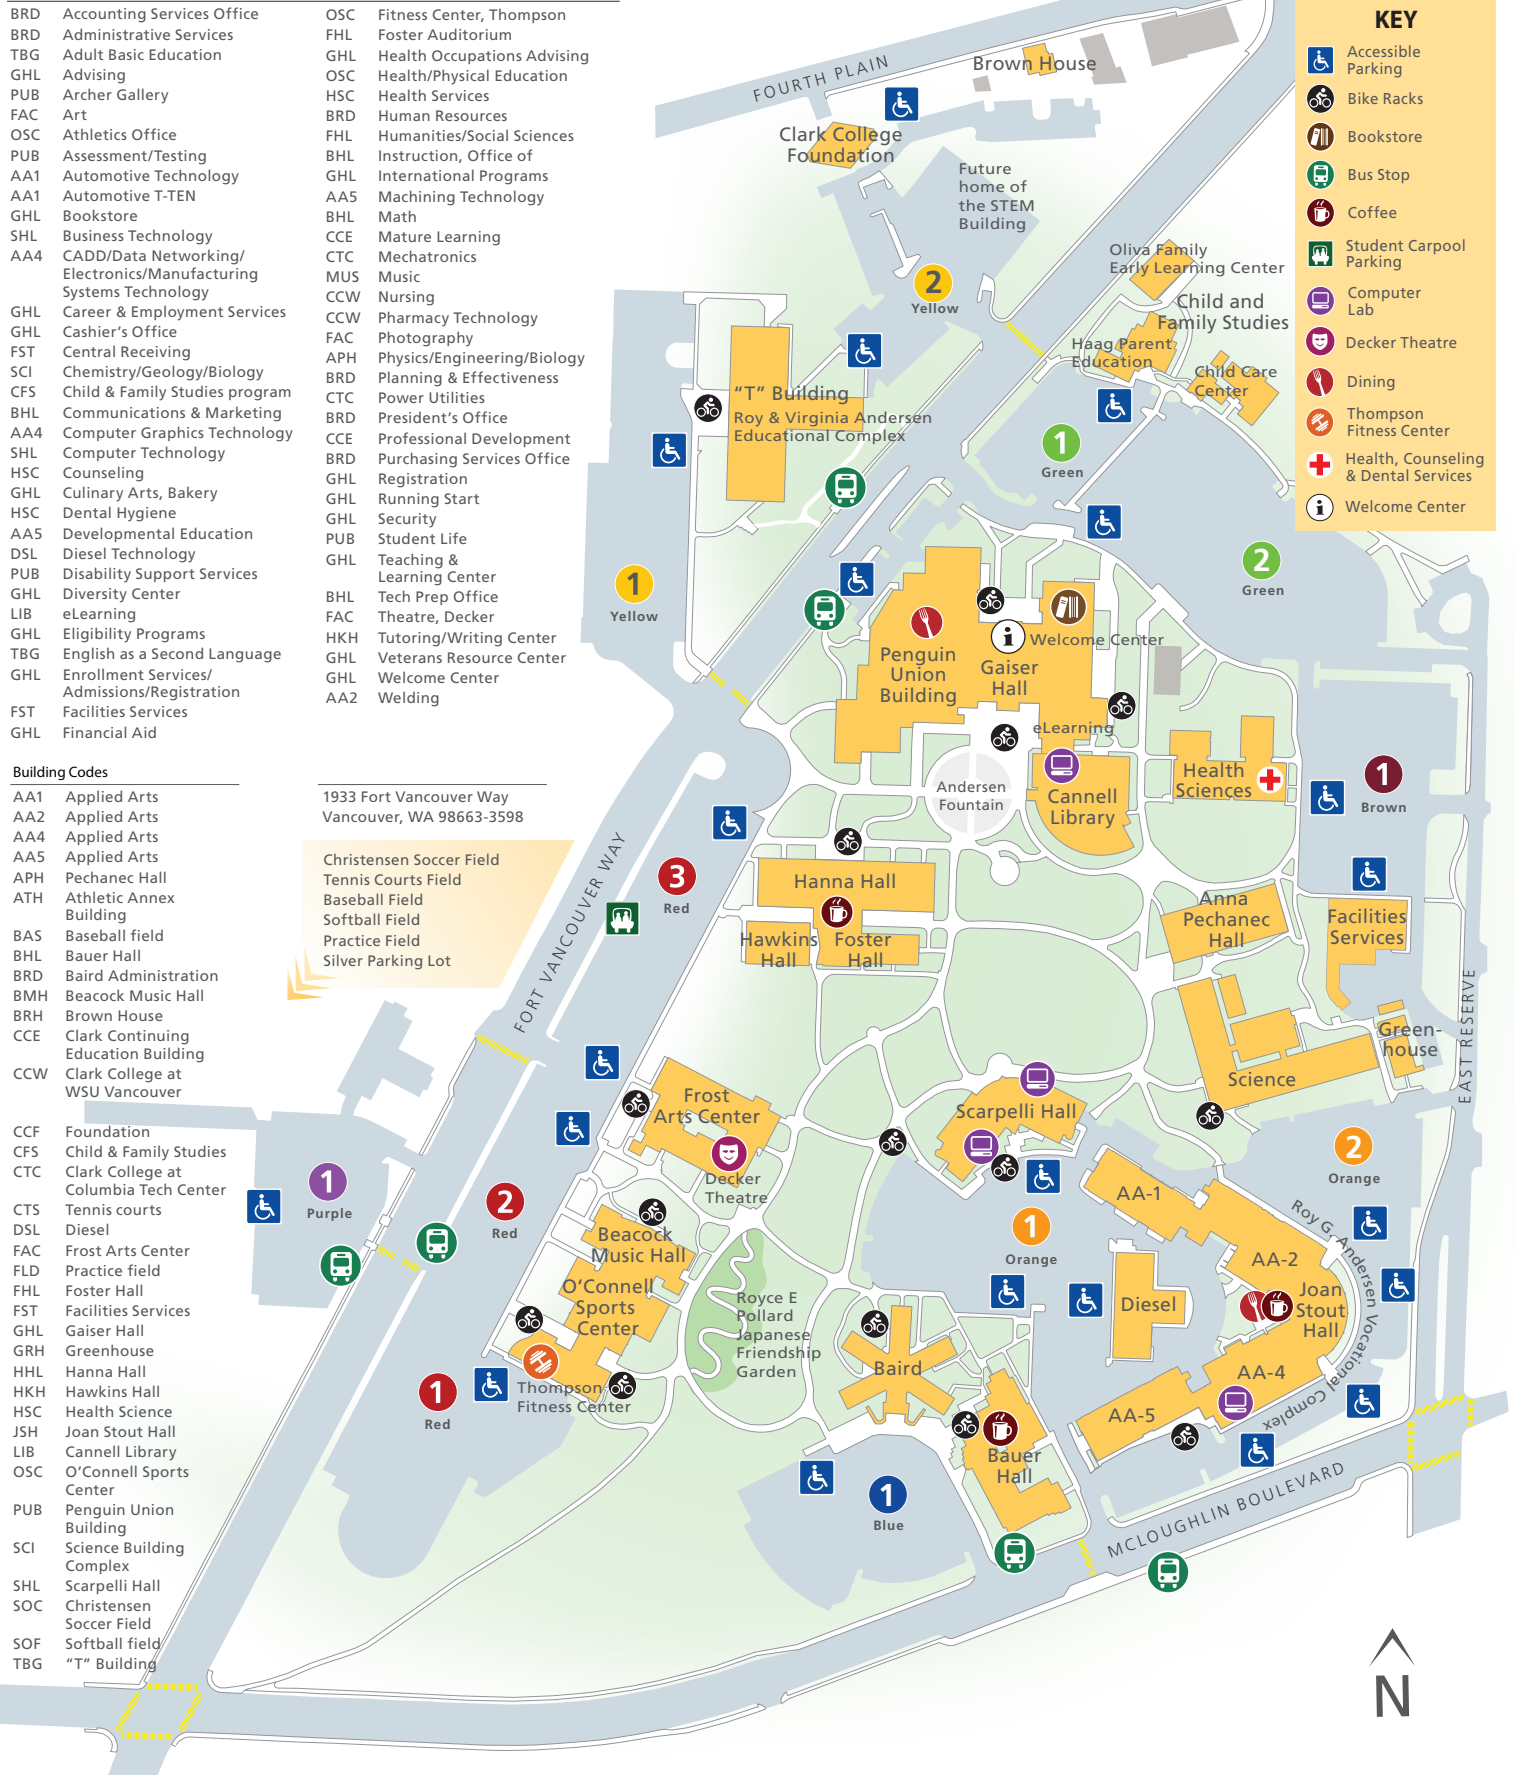 BRD Accounting Services Office
BRD Administrative Services
TBG Adult Basic Education
GHL Advising
PUB Archer Gallery
FAC Art
OSC Athletics Office
PUB Assessment/Testing
AA1 Automotive Technology
AA1 Automotive T-TEN
GHL Bookstore
SHL Business Technology
AA4 CADD/Data Networking/
Electronics/Manufacturing
Systems Technology
GHL Career & Employment Services
GHL Cashier's Office
FST Central Receiving
SCI Chemistry/Geology/Biology
CFS Child & Family Studies program
BHL Communications & Marketing
AA4 Computer Graphics Technology
SHL Computer Technology
HSC Counseling
GHL Culinary Arts, Bakery
HSC Dental Hygiene
AA5 Developmental Education
DSL Diesel Technology
PUB Disability Support Services
GHL Diversity Center
LIB eLearning
GHL Eligibility Programs
TBG English as a Second Language
GHL Enrollment Services/
Admissions/Registration
FST Facilities Services
GHL Financial Aid
OSC Fitness Center, Thompson
FHL Foster Auditorium
GHL Health Occupations Advising
OSC Health/Physical Education
HSC Health Services
BRD Human Resources
FHL Humanities/Social Sciences
BHL Instruction, Office of
GHL International Programs
AA5 Machining Technology
BHL Math
CCE Mature Learning
CTC Mechatronics
MUS Music
CCW Nursing
CCW Pharmacy Technology
FAC Photography
APH Physics/Engineering/Biology
BRD Planning & Effectiveness
CTC Power Utilities
BRD President's Office
CCE Professional Development
BRD Purchasing Services Office
GHL Registration
GHL Running Start
GHL Security
PUB Student Life
GHL Teaching &
Learning Center
BHL Tech Prep Office
FAC Theatre, Decker
HKH Tutoring/Writing Center
GHL Veterans Resource Center
GHL Welcome Center
AA2 Welding
Building Codes
AA1 Applied Arts
AA2 Applied Arts
AA4 Applied Arts
AA5 Applied Arts
APH Pechanec Hall
ATH Athletic Annex
Building
BAS Baseball field
BHL Bauer Hall
BRD Baird Administration
BMH Beacock Music Hall
BRH Brown House
CCE Clark Continuing
Education Building
CCW Clark College at
WSU Vancouver
CCF Foundation
CFS Child & Family Studies
CTC Clark College at
Columbia Tech Center
CTS Tennis courts
DSL Diesel
FAC Frost Arts Center
FLD Practice field
FHL Foster Hall
FST Facilities Services
GHL Gaiser Hall
GRH Greenhouse
HHL Hanna Hall
HKH Hawkins Hall
HSC Health Science
JSH Joan Stout Hall
LIB Cannell Library
OSC O'Connell Sports
Center
PUB Penguin Union
Building
SCI Science Building
Complex
SHL Scarpelli Hall
SOC Christensen
Soccer Field
SOF Softball field
TBG "T" Building
1933 Fort Vancouver Way
Vancouver, WA 98663-3598
Christensen Soccer Field
Tennis Courts Field
Baseball Field
Softball Field
Practice Field
Silver Parking Lot
KEY
Accessible
Parking
Bike Racks
Bookstore
Bus Stop
Coffee
Student Carpool
Parking
Computer
Lab
Decker Theatre
Dining
Thompson
Fitness Center
Health, Counseling
& Dental Services
i Welcome Center
FOURTH PLAIN
Brown House
Clark College
Foundation
Future
home of
the STEM
Building
2
Yellow
Oliva Family
Early Learning Center
Child and
Family Studies
Haag Parent
Education
Child Care
Center
"T" Building
Roy & Virginia Andersen
Educational Complex
1
Green
2
Green
1
Yellow
Penguin
Union
Building
i
Welcome Center
Gaiser
Hall
eLearning
Andersen
Fountain
Cannell
Library
Health
Sciences
1
Brown
3
Red
FORT VANCOUVER WAY
Hanna Hall
Hawkins
Hall
Foster
Hall
Anna
Pechanec
Hall
Facilities
Services
Green-
house
Science
EAST RESERVE
Frost
Arts Center
Decker
Theatre
Scarpelli Hall
2
Orange
1
Purple
2
Red
Beacock
Music Hall
O'Connell
Sports
Center
Thompson
Fitness Center
1
Red
Royce E
Pollard
Japanese
Friendship
Garden
1
Orange
AA-1
AA-2
Joan
Stout
Hall
AA-4
AA-5
Diesel
Roy G. Andersen Vocational Complex
Baird
Bauer
Hall
1
Blue
MCLOUGHLIN BOULEVARD
N